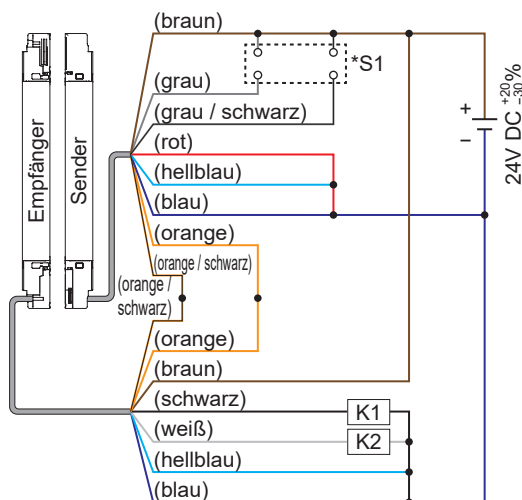 (braun)
*S1
(grau)
(grau / schwarz)
(rot)
(hellblau)
(blau)
(orange)
(orange / schwarz)
(orange /
schwarz)
(orange)
(braun)
(schwarz)
K1
(weiß)
K2
(hellblau)
(blau)
Empfänger
Sender
+
−
24V DC +20 −30 %